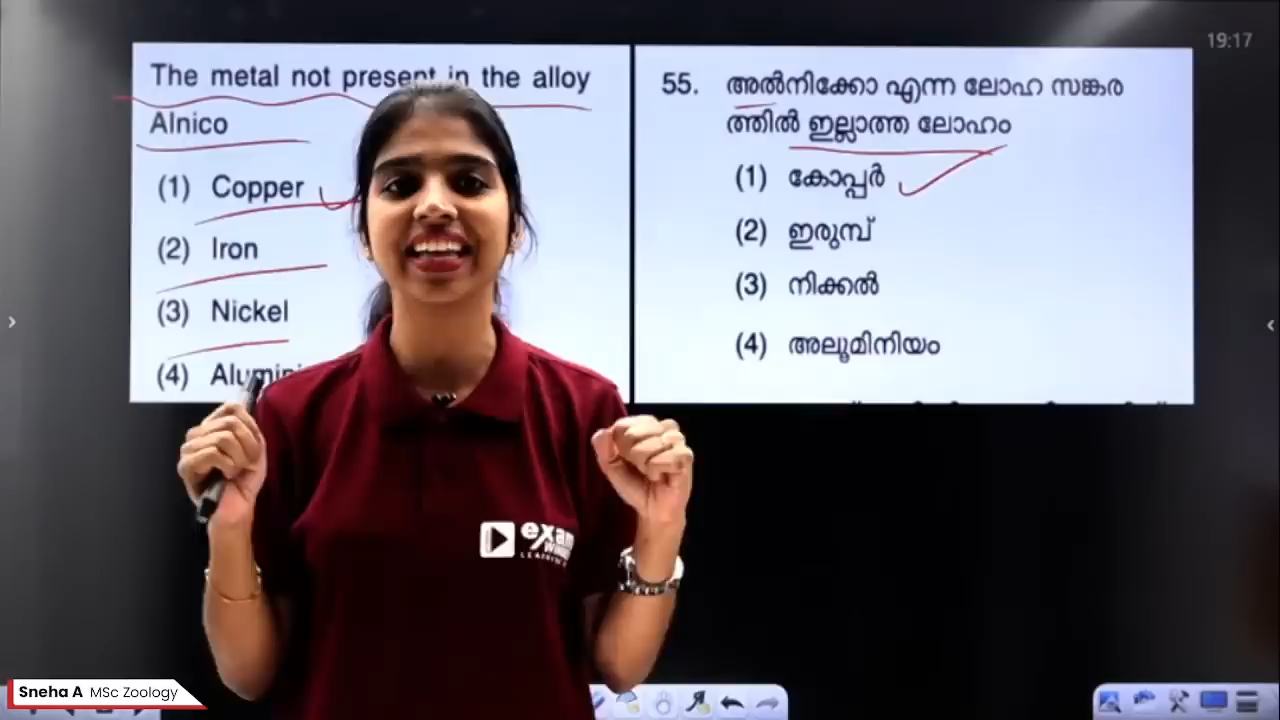 19:17
The metal not present in the alloy
Alnico
(1) Copper
(2) Iron
(3) Nickel
(4)
55. അൽനിക്കോ എന്ന ലോഹ സങ്കര
ത്തിൽ ഇല്ലാത്ത ലോഹം
(1) കോപ്പർ
(2) ഇരുമ്പ്
(3) നിക്കൽ
(4) അലൂമിനിയം
exam
Sneha A MSc Zoology